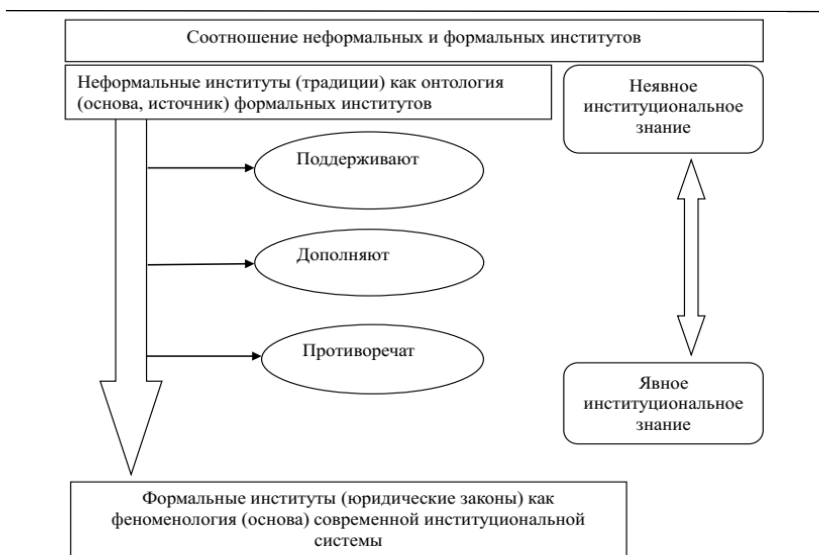 Соотношение неформальных и формальных институтов
Неформальные институты (традиции) как онтология
(основа, источник) формальных институтов
Неявное
институциональное
знание
Поддерживают
Дополняют
Противоречат
Явное
институциональное
знание
Формальные институты (юридические законы) как
феноменология (основа) современной институциональной
системы